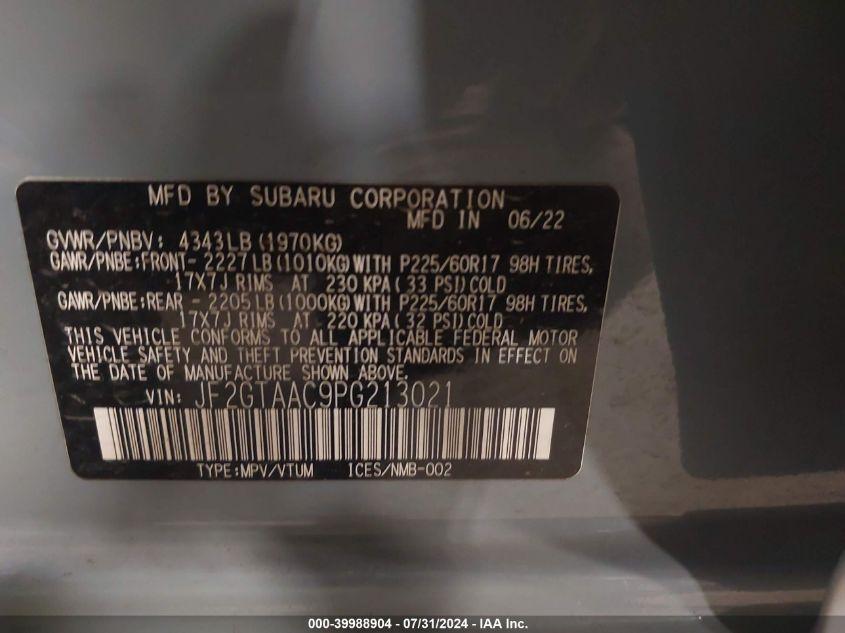 MFD BY SUBARU CORPORATION
MFD IN 06/22
GVWR/PNBV: 4343LB(1970KG)
GAWR/PNBE:FRONT-2227LB(1010KG)WITH P225/60R17 98H TIRES,
17X7J RIMS AT 230 KPA(33 PSI)COLD
GAWR/PNBE:REAR -2205LB(1000KG)WITH P225/60R17 98H TIRES,
17X7J RIMS AT 220 KPA(32 PSI)COLD
THIS VEHICLE CONFORMS TO ALL APPLICABLE FEDERAL MOTOR
VEHICLE SAFETY AND THEFT PREVENTION STANDARDS IN EFFECT ON
THE DATE OF MANUFACTURE SHOWN ABOVE.
VIN: JF2GTAAC9PG213021
TYPE:MPV/VTUM ICES/NMB-002
000-39988904 - 07/31/2024 - IAA Inc.